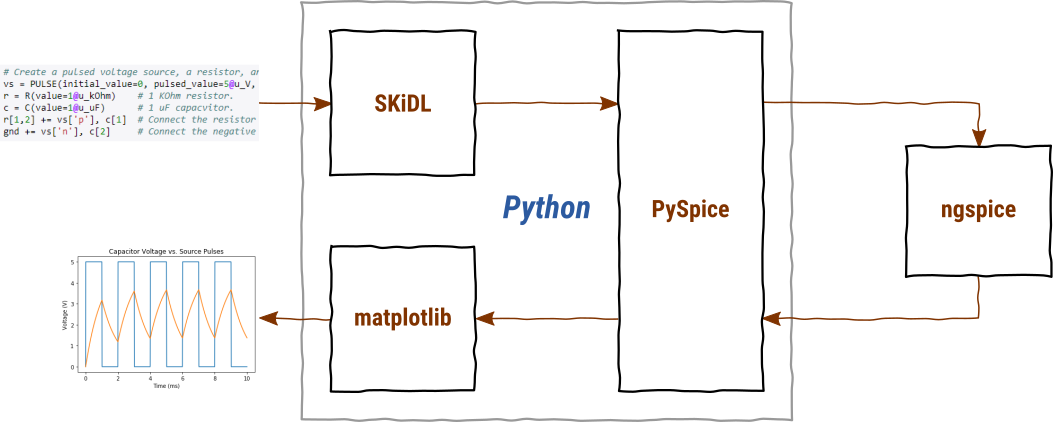 # Create a pulsed voltage source, a resistor, ar
vs = PULSE(initial_value=0, pulsed_value=5@u_V,
r = R(value=1@u_kOhm) # 1 KOhm resistor.
c = C(value=1@u_uF) # 1 uF capacvitor.
r[1,2] += vs['p'], c[1] # Connect the resistor
gnd += vs['n'], c[2] # Connect the negative
SKiDL
Python
PySpice
ngspice
matplotlib
Capacitor Voltage vs. Source Pulses
Voltage (V)
5
4
3
2
1
0
0 2 4 6 8 10
Time (ms)